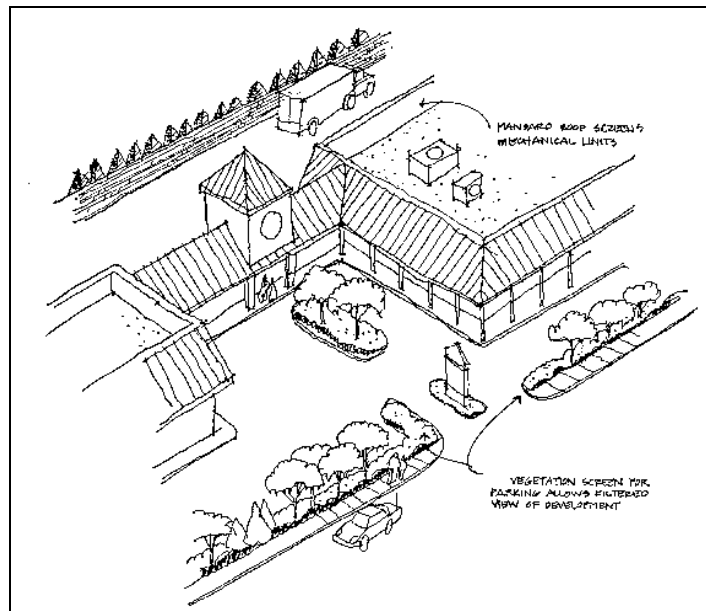 MANSARD ROOF SCREENS
MECHANICAL UNITS
VEGETATION SCREEN FOR
PARKING ALLOWS FILTERED
VIEW OF DEVELOPMENT